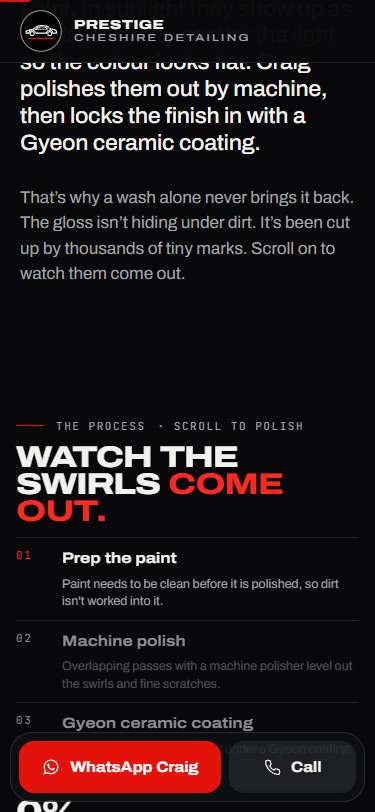 PRESTIGE
CHESHIRE DETAILING
so the colour looks flat. Craig
polishes them out by machine,
then locks the finish in with a
Gyeon ceramic coating.
That's why a wash alone never brings it back.
The gloss isn't hiding under dirt. It's been cut
up by thousands of tiny marks. Scroll on to
watch them come out.
THE PROCESS · SCROLL TO POLISH
WATCH THE
SWIRLS COME
OUT.
01
Prep the paint
Paint needs to be clean before it is polished, so dirt
isn't worked into it.
02
Machine polish
Overlapping passes with a machine polisher level out
the swirls and fine scratches.
03
Gyeon ceramic coating
under a Gyeon coating.
WhatsApp Craig
Call
0%